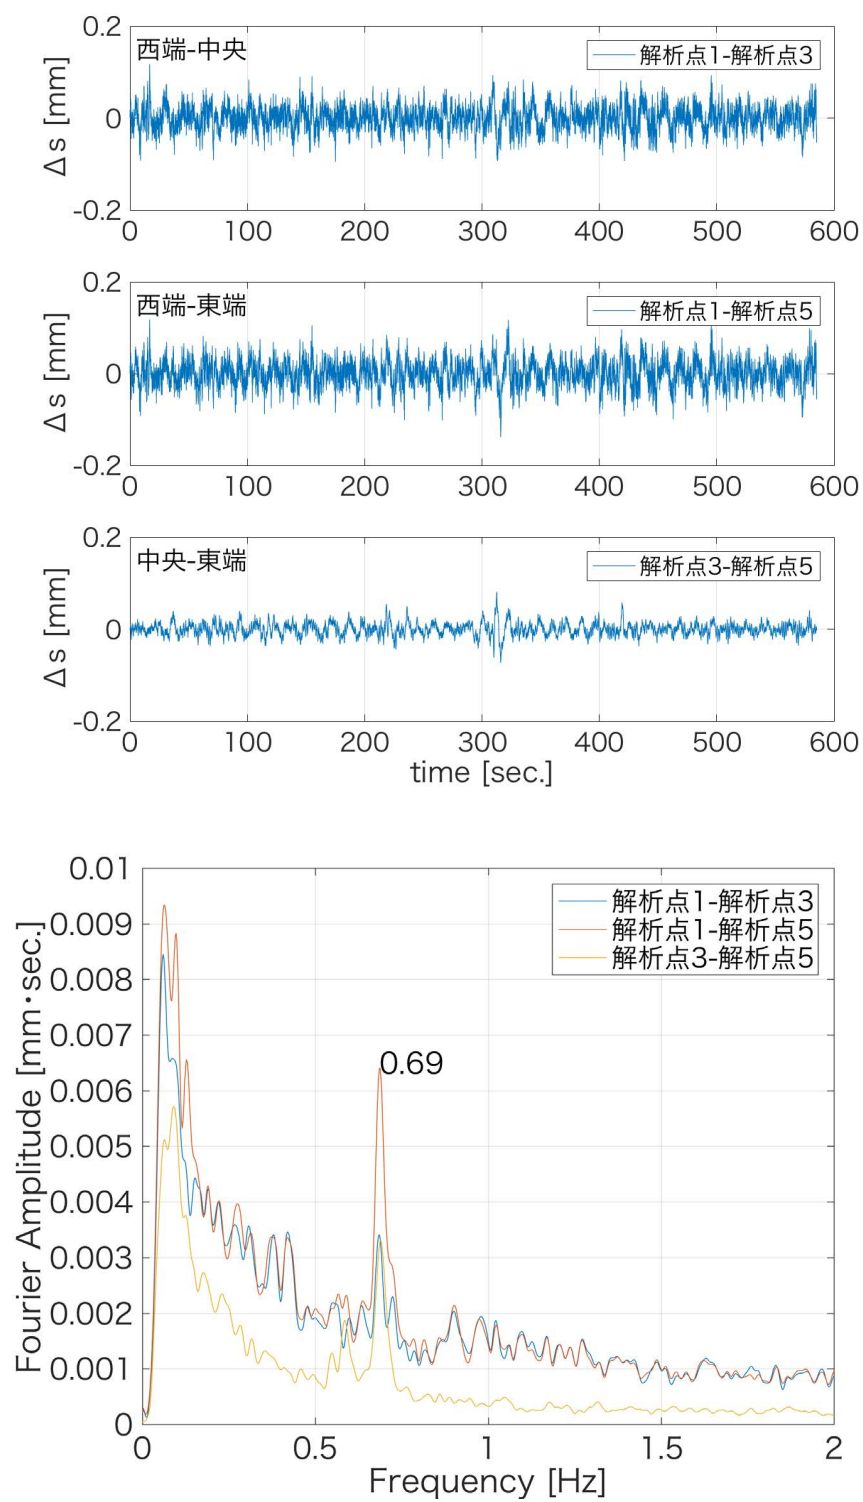 0.2
西端-中央
解析点1-解析点3
Δs [mm]
0
-0.2
0 100 200 300 400 500 600
0.2
西端-東端
解析点1-解析点5
Δs [mm]
0
-0.2
0 100 200 300 400 500 600
0.2
中央-東端
解析点3-解析点5
Δs [mm]
0
-0.2
0 100 200 300 400 500 600
time [sec.]
0.01
解析点1-解析点3
解析点1-解析点5
解析点3-解析点5
0.009
0.008
0.007
0.69
0.006
0.005
0.004
0.003
0.002
0.001
0
Fourier Amplitude [mm·sec.]
0 0.5 1 1.5 2
Frequency [Hz]